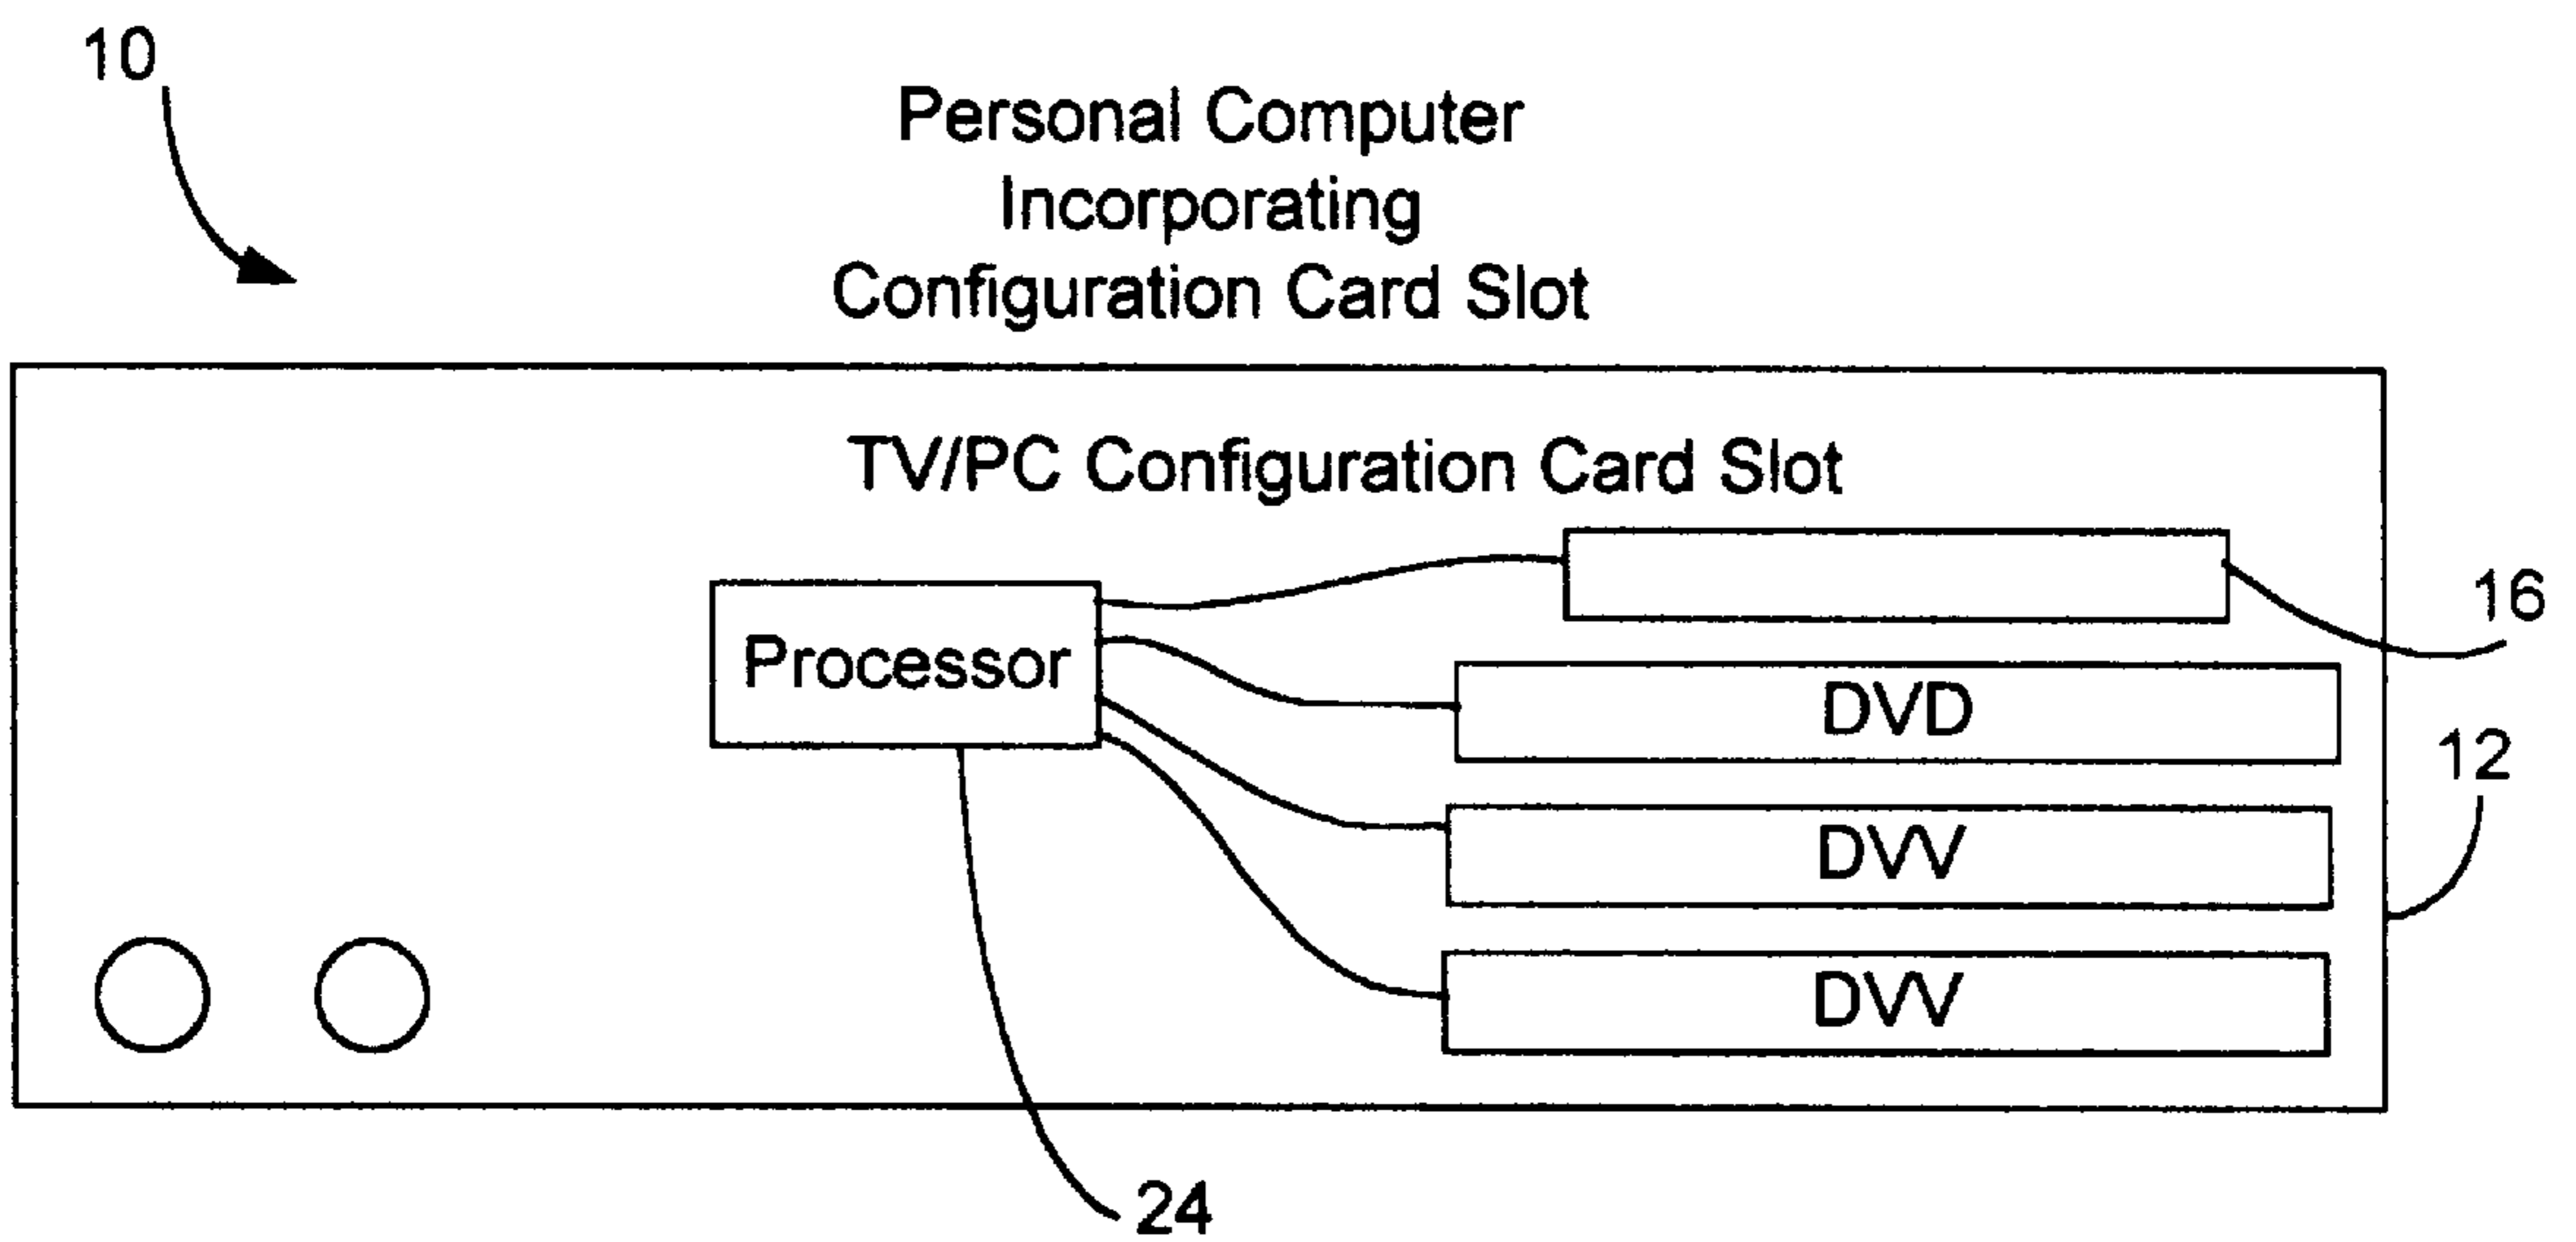 10
Personal Computer
Incorporating
Configuration Card Slot
TV/PC Configuration Card Slot
Processor
16
DVD
12
DVV
DVV
24